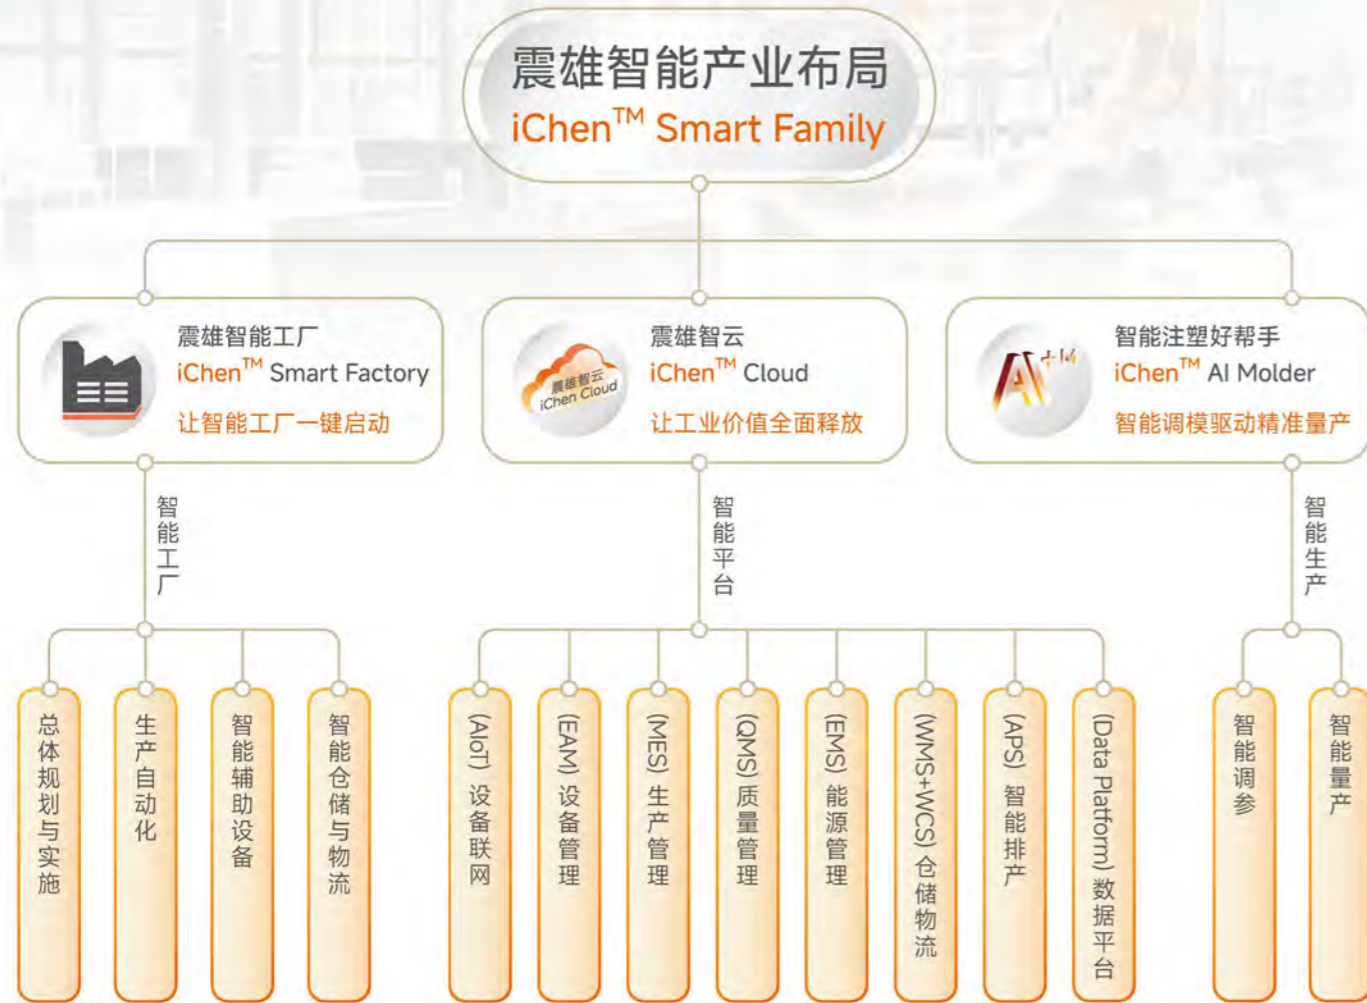 震雄智能产业布局
iChen™ Smart Family
震雄智能工厂
iChen™ Smart Factory
让智能工厂一键启动
震雄智云
iChen Cloud
震雄智云
iChen™ Cloud
让工业价值全面释放
AI+M
智能注塑好帮手
iChen™ AI Molder
智能调模驱动精准量产
智能工厂
智能平台
智能生产
总体规划与实施
生产自动化
智能辅助设备
智能仓储与物流
(AIoT) 设备联网
(EAM) 设备管理
(MES) 生产管理
(QMS) 质量管理
(EMS) 能源管理
(WMS+WCS) 仓储物流
(APS) 智能排产
(Data Platform) 数据平台
智能调参
智能量产